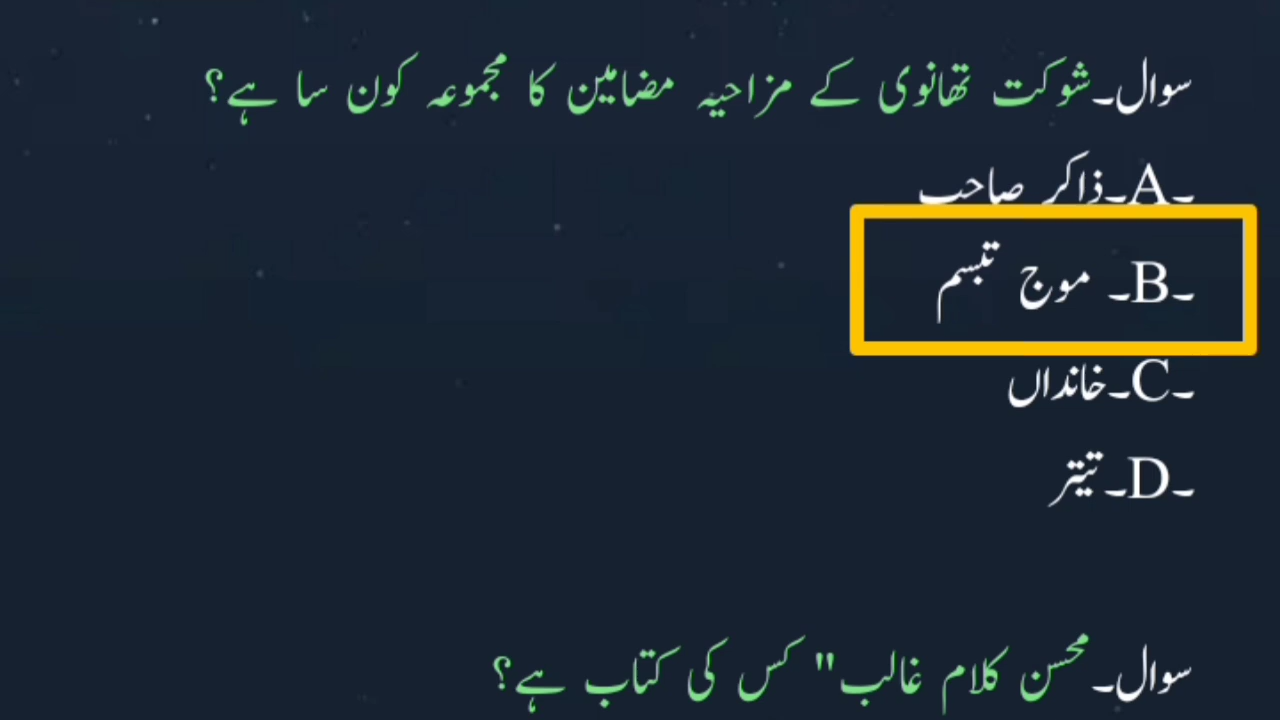 سوال۔شوکت تھانوی کے مزاحیہ مضامین کا مجموعہ کون سا ہے؟
۔A۔ذاکر صاحب
۔B۔ موج تبسم
۔C۔خانداں
۔D۔تیتر
سوال۔محسن کلام غالب" کس کی کتاب ہے؟